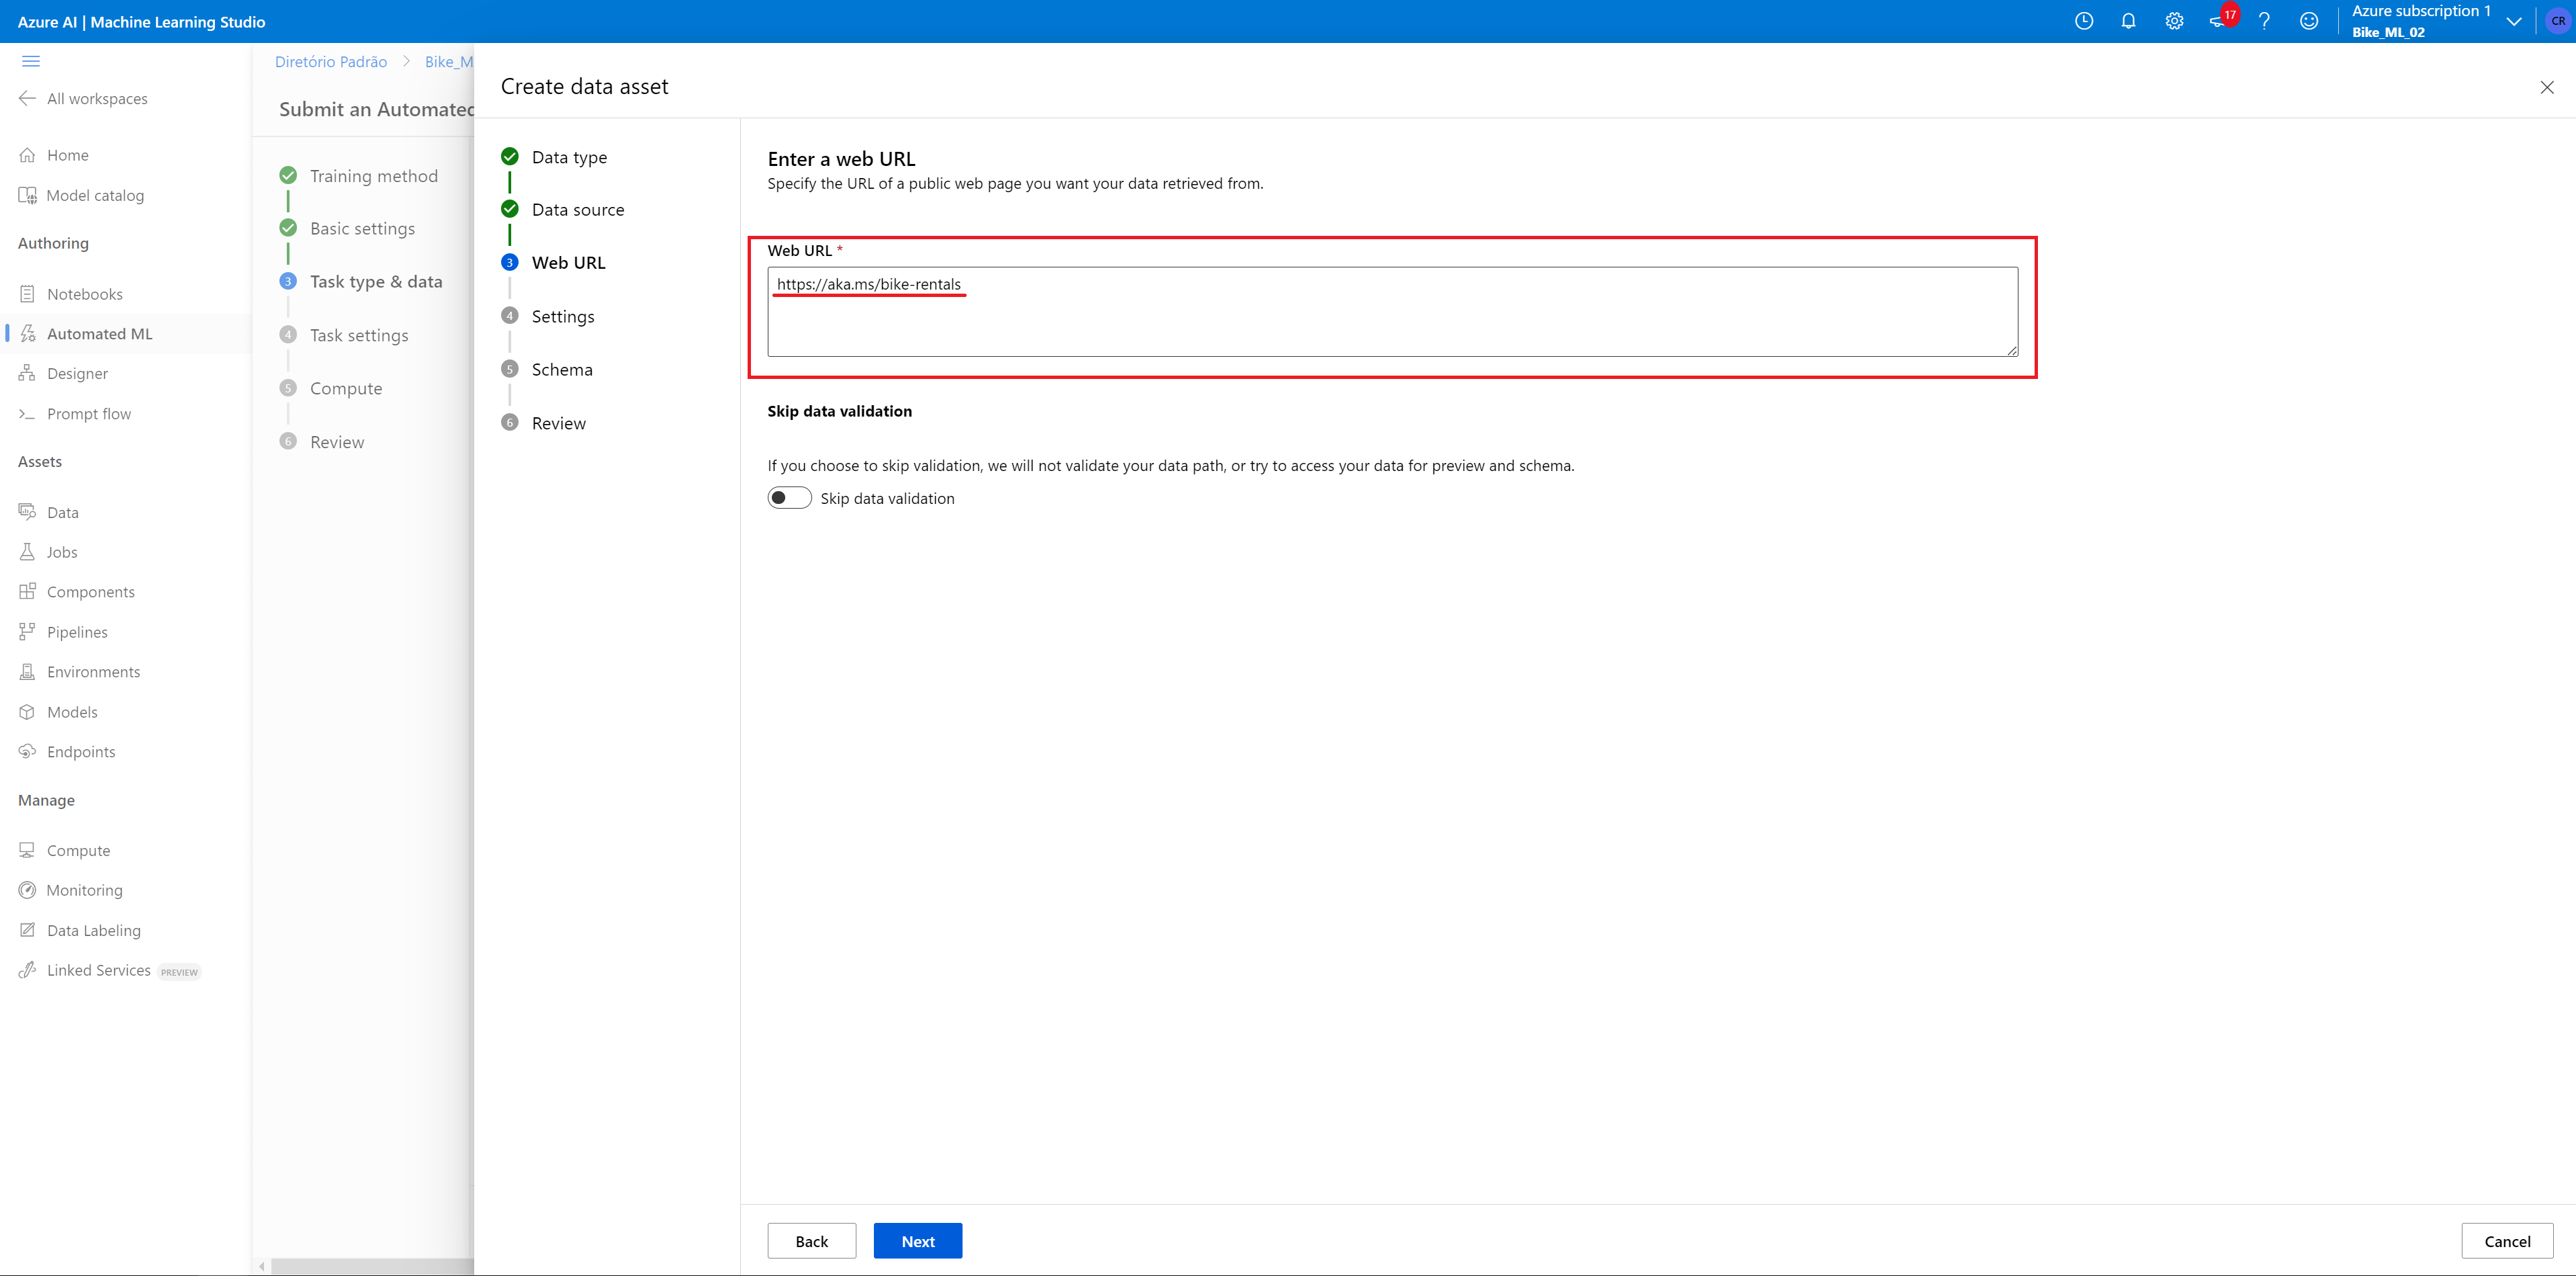 Azure AI | Machine Learning Studio
17
Azure subscription 1
Bike_ML_02
CR
All workspaces
Home
Model catalog
Authoring
Notebooks
Automated ML
Designer
Prompt flow
Assets
Data
Jobs
Components
Pipelines
Environments
Models
Endpoints
Manage
Compute
Monitoring
Data Labeling
Linked Services PREVIEW
Diretório Padrão > Bike_M
Submit an Automated
Training method
Basic settings
3 Task type & data
4 Task settings
5 Compute
6 Review
Create data asset
Data type
Data source
3 Web URL
4 Settings
5 Schema
6 Review
Enter a web URL
Specify the URL of a public web page you want your data retrieved from.
Web URL *
https://aka.ms/bike-rentals
Skip data validation
If you choose to skip validation, we will not validate your data path, or try to access your data for preview and schema.
Skip data validation
Back
Next
Cancel